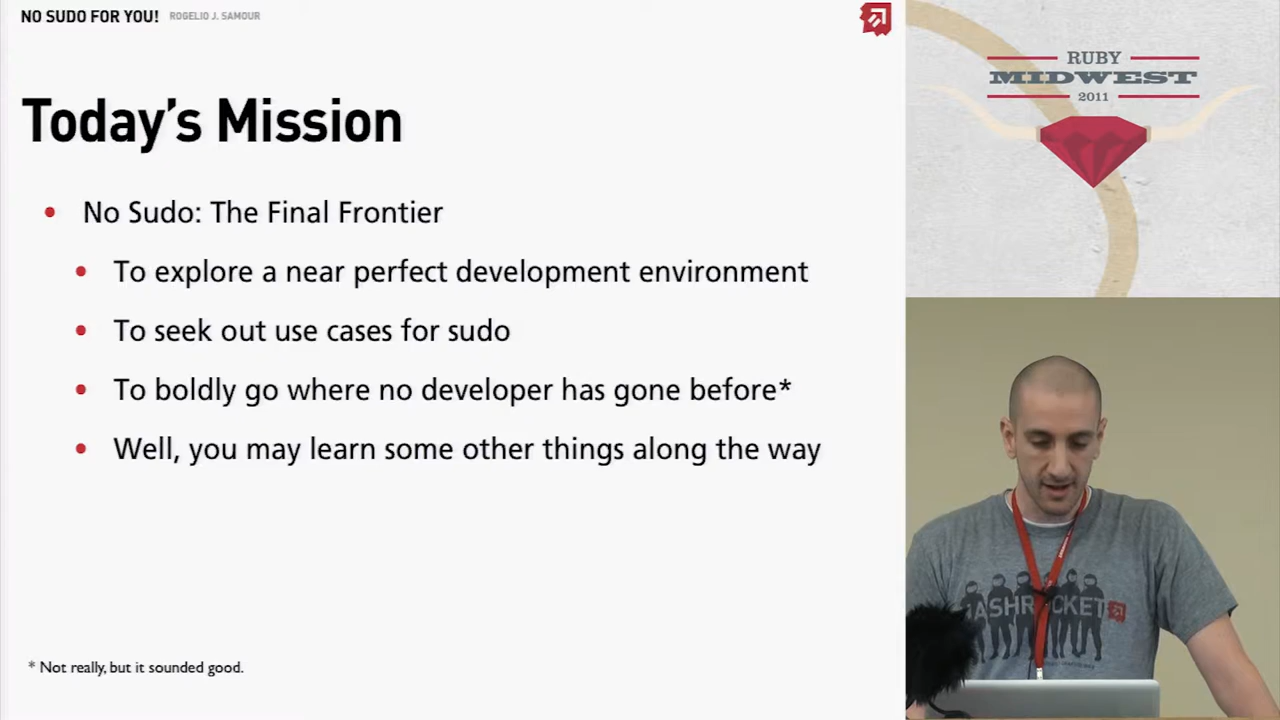 NO SUDO FOR YOU! ROGELIO J. SAMOUR
Today's Mission
• No Sudo: The Final Frontier
• To explore a near perfect development environment
• To seek out use cases for sudo
• To boldly go where no developer has gone before*
• Well, you may learn some other things along the way
* Not really, but it sounded good.
RUBY
MIDWEST
2011
HASHROCKET